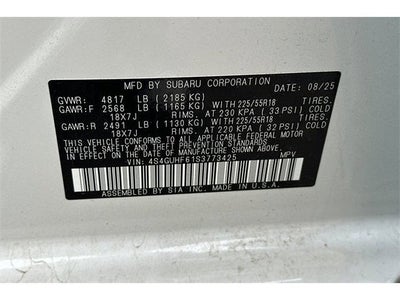 MFD BY SUBARU CORPORATION DATE: 08/25
GVWR: 4817 LB ( 2185 KG)
GAWR:F 2568 LB ( 1165 KG) WITH 225/55R18 TIRES.
18X7J RIMS. AT 230 KPA ( 33 PSI) COLD
GAWR:R 2491 LB ( 1130 KG) WITH 225/55R18 TIRES.
18X7J RIMS. AT 220 KPA ( 32 PSI) COLD
THIS VEHICLE CONFORMS TO ALL APPLICABLE FEDERAL MOTOR
VEHICLE SAFETY
STANDARDS IN EFFECT ON THE DATE OF MANUFACTURE SHOWN ABOVE.
VIN: 4S4GUHF61S3773425 MPV
ASSEMBLED BY SIA INC. MADE IN U.S.A.